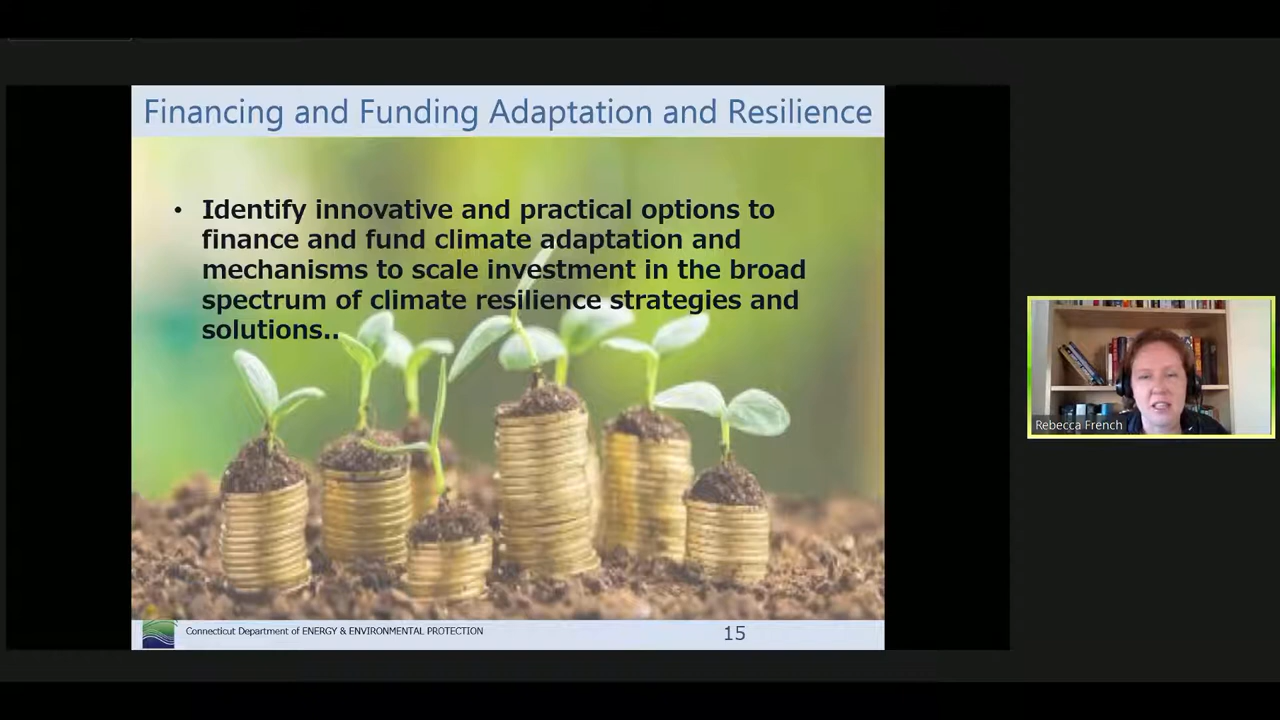 Financing and Funding Adaptation and Resilience
• Identify innovative and practical options to
finance and fund climate adaptation and
mechanisms to scale investment in the broad
spectrum of climate resilience strategies and
solutions..
Rebecca French
Connecticut Department of ENERGY & ENVIRONMENTAL PROTECTION
15